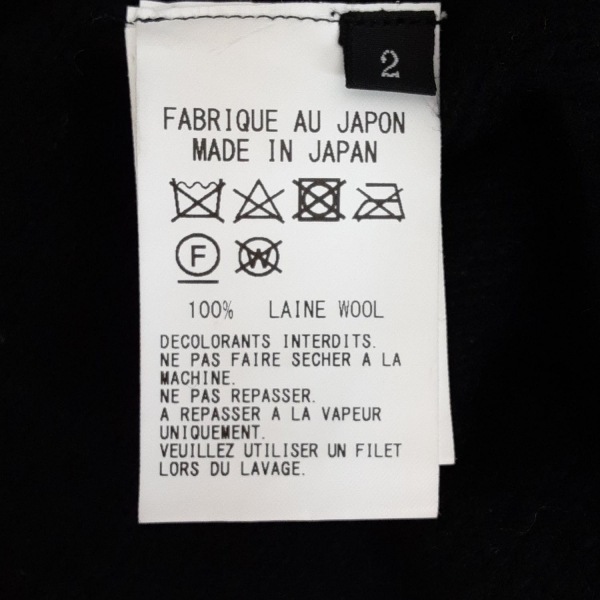 2
FABRIQUE AU JAPON
MADE IN JAPAN
F
W
100% LAINE WOOL
DECOLORANTS INTERDITS.
NE PAS FAIRE SECHER A LA
MACHINE.
NE PAS REPASSER.
A REPASSER A LA VAPEUR
UNIQUEMENT.
VEUILLEZ UTILISER UN FILET
LORS DU LAVAGE.